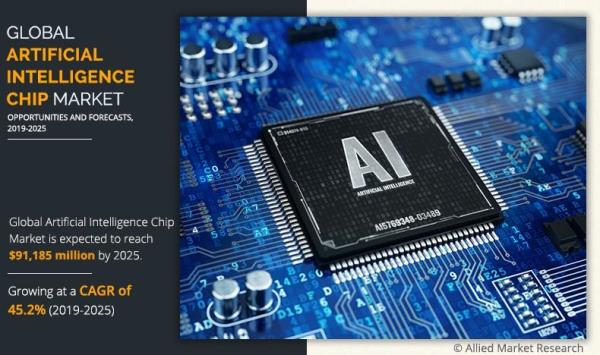 GLOBAL
ARTIFICIAL
INTELLIGENCE
CHIP MARKET
OPPORTUNITIES AND FORECASTS,
2019-2025
Global Artificial Intelligence Chip
Market is expected to reach
$91,185 million by 2025.
Growing at a CAGR of
45.2% (2019-2025)
AI
ARTIFICIAL INTELLIGENCE
AI5769348-03489
© Allied Market Research